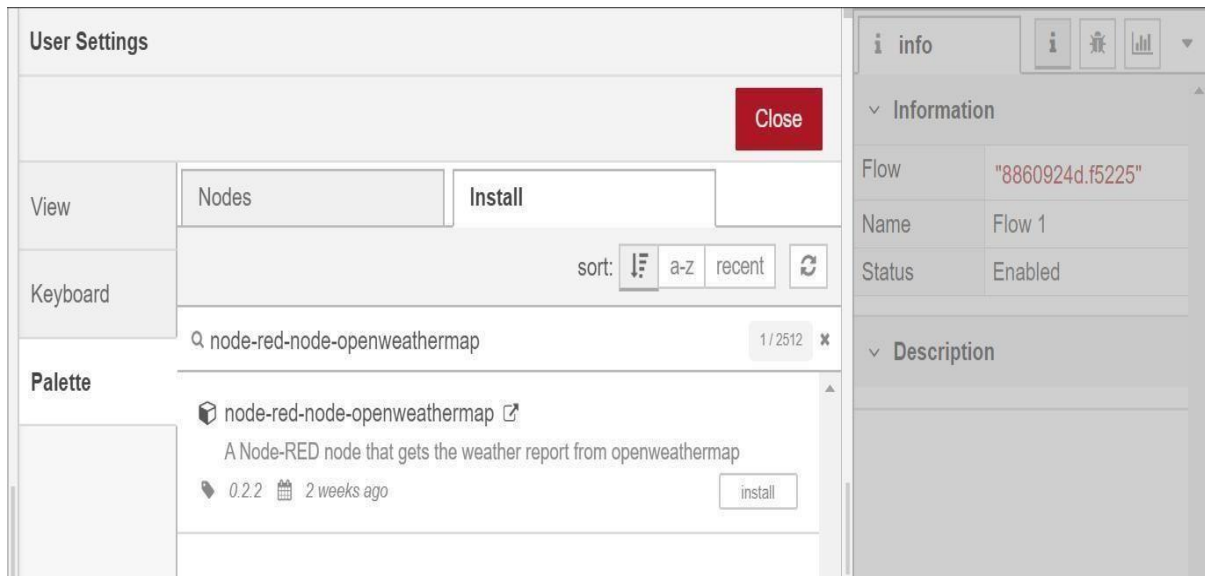 User Settings
Close
View
Keyboard
Palette
Nodes
Install
sort: a-z recent
node-red-node-openweathermap 1 / 2512 ×
node-red-node-openweathermap
A Node-RED node that gets the weather report from openweathermap
0.2.2 2 weeks ago
install
i info i
Information
Flow "8860924d.f5225"
Name Flow 1
Status Enabled
Description